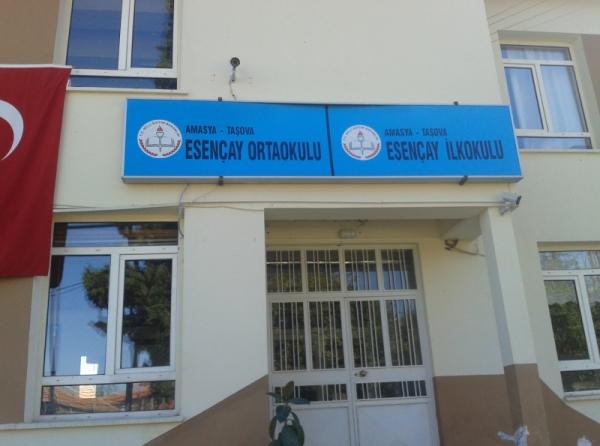 AMASYA - TAŞOVA
ESENÇAY ORTAOKULU
AMASYA - TAŞOVA
ESENÇAY İLKOKULU